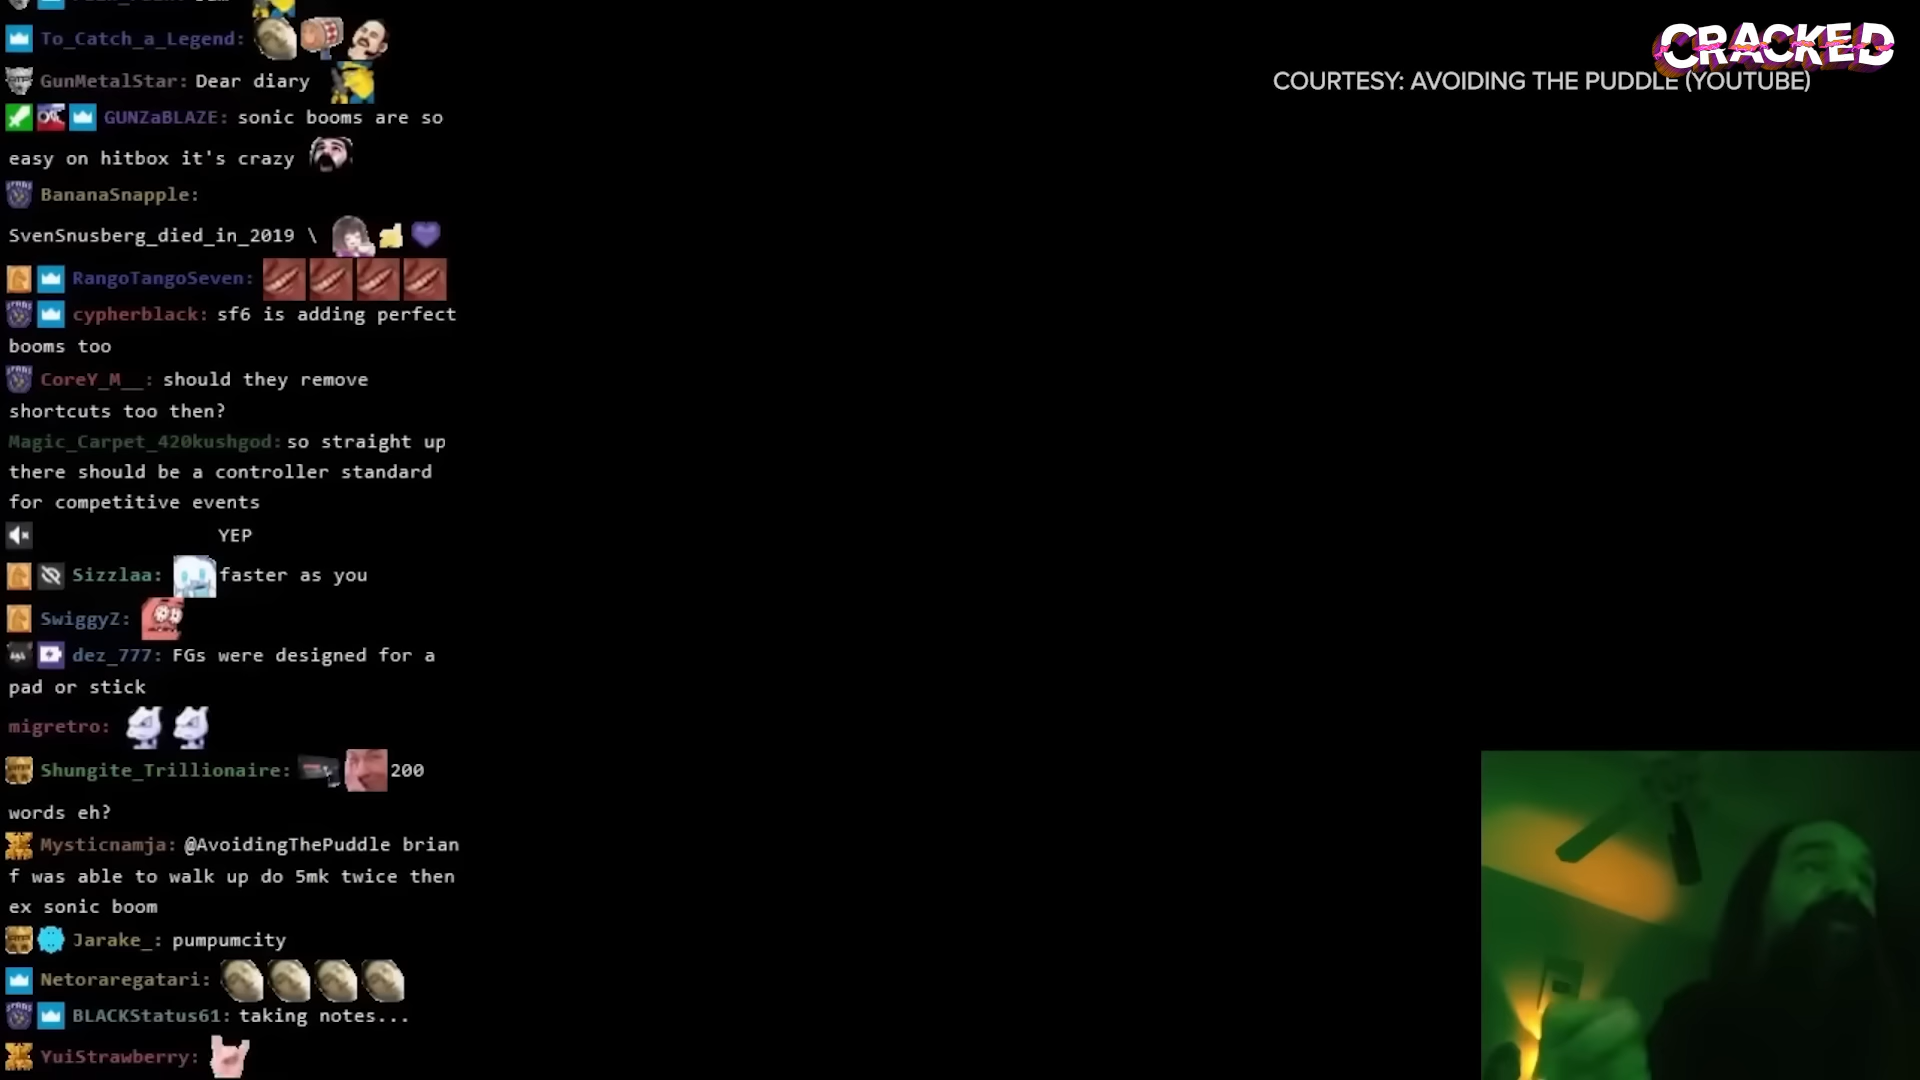 CRACKED
COURTESY: AVOIDING THE PUDDLE (YOUTUBE)
To_Catch_a_Legend:
GunMetalStar: Dear diary
GUNZaBLAZE: sonic booms are so
easy on hitbox it's crazy
BananaSnapple:
SvenSnusberg_died_in_2019 \
RangoTangoSeven:
cypherblack: sf6 is adding perfect
booms too
CoreY_M__: should they remove
shortcuts too then?
Magic_Carpet_420kushgod: so straight up
there should be a controller standard
for competitive events
YEP
Sizzlaa: faster as you
SwiggyZ:
dez_777: FGs were designed for a
pad or stick
migretro:
Shungite_Trillionaire: 200
words eh?
Mysticnamja: @AvoidingThePuddle brian
f was able to walk up do 5mk twice then
ex sonic boom
Jarake_: pumpumcity
Netoraregatari:
BLACKStatus61: taking notes...
YuiStrawberry: